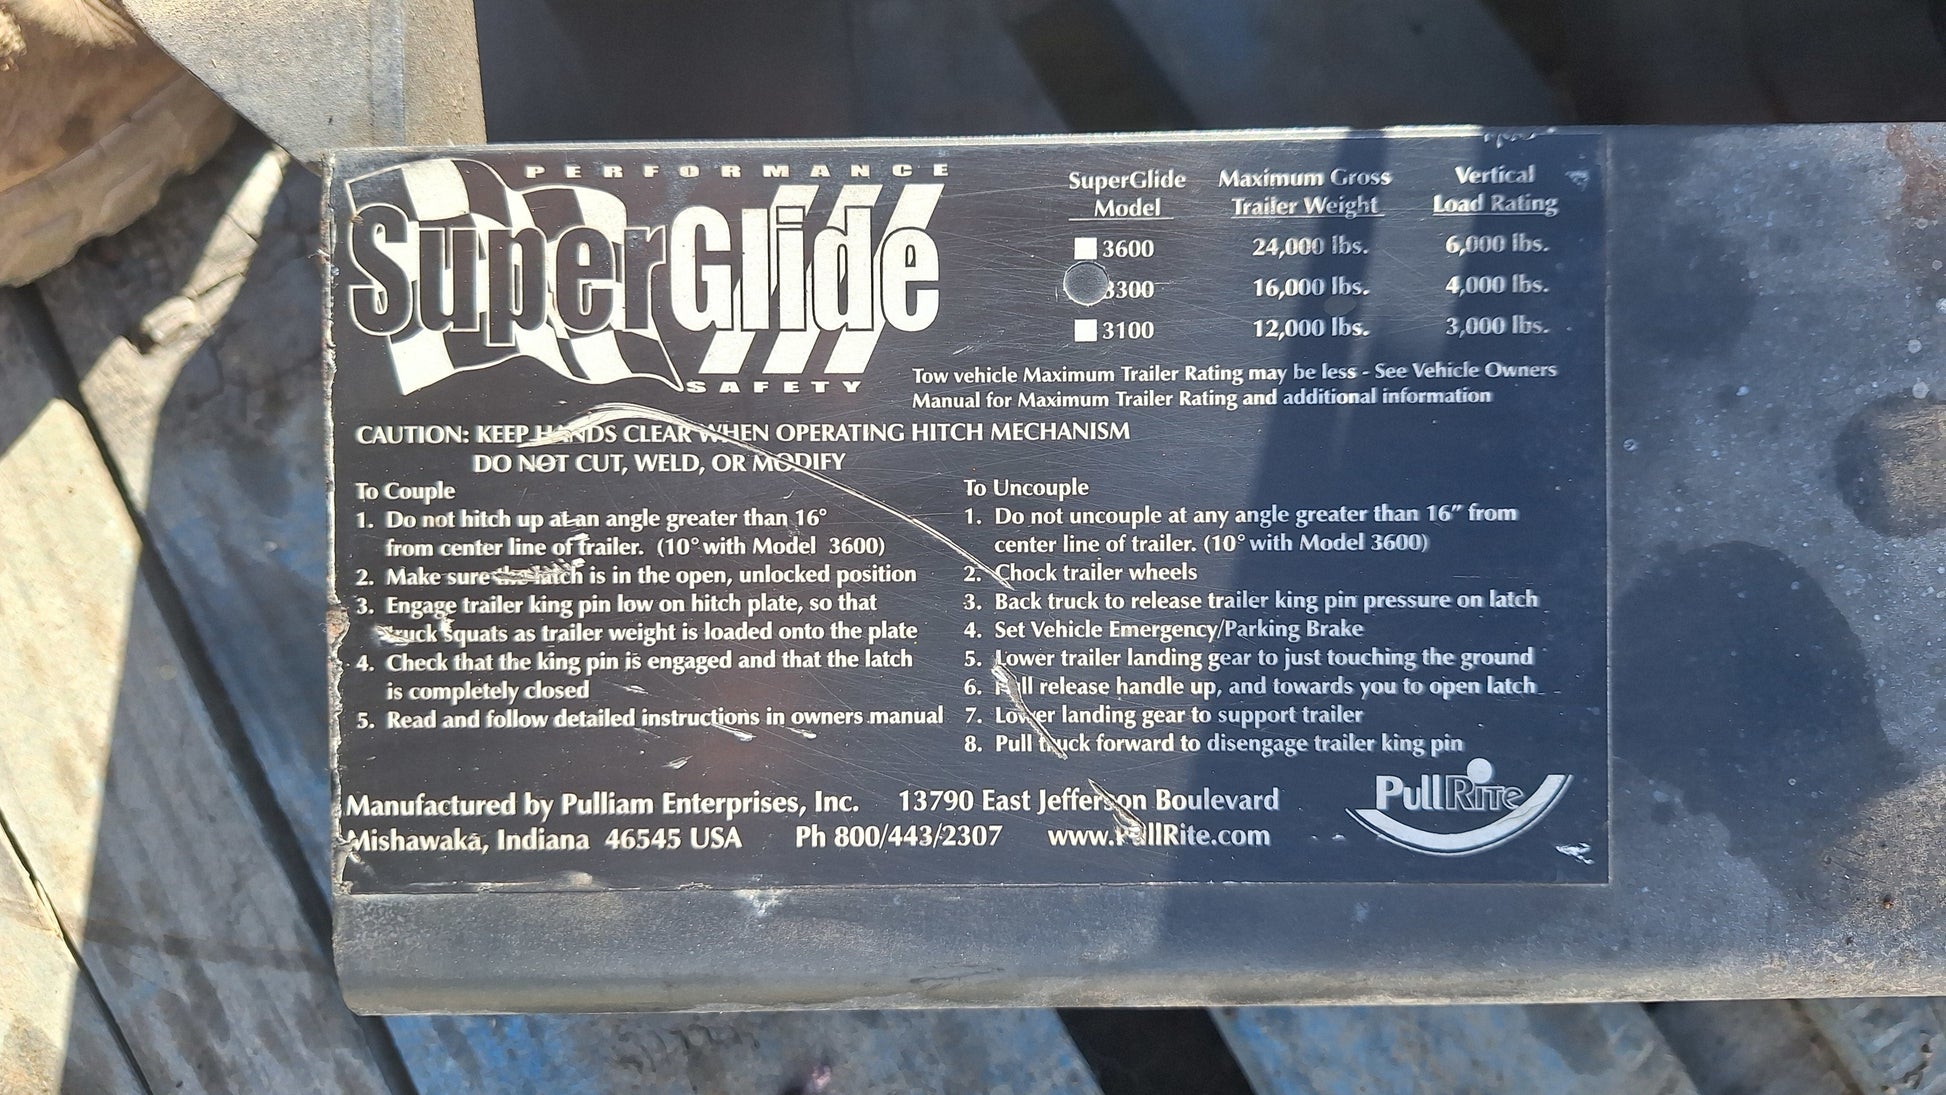 PERFORMANCE
SuperGlide
SAFETY
SuperGlide Model Maximum Gross Trailer Weight Vertical Load Rating
3600 24,000 lbs. 6,000 lbs.
3300 16,000 lbs. 4,000 lbs.
3100 12,000 lbs. 3,000 lbs.
Tow vehicle Maximum Trailer Rating may be less - See Vehicle Owners
Manual for Maximum Trailer Rating and additional information
CAUTION: KEEP HANDS CLEAR WHEN OPERATING HITCH MECHANISM
DO NOT CUT, WELD, OR MODIFY
To Couple
1. Do not hitch up at an angle greater than 16°
from center line of trailer. (10° with Model 3600)
2. Make sure the latch is in the open, unlocked position
3. Engage trailer king pin low on hitch plate, so that
truck squats as trailer weight is loaded onto the plate
4. Check that the king pin is engaged and that the latch
is completely closed
5. Read and follow detailed instructions in owners manual
To Uncouple
1. Do not uncouple at any angle greater than 16” from
center line of trailer. (10° with Model 3600)
2. Chock trailer wheels
3. Back truck to release trailer king pin pressure on latch
4. Set Vehicle Emergency/Parking Brake
5. Lower trailer landing gear to just touching the ground
6. Pull release handle up, and towards you to open latch
7. Lower landing gear to support trailer
8. Pull truck forward to disengage trailer king pin
Manufactured by Pulliam Enterprises, Inc. 13790 East Jefferson Boulevard
Mishawaka, Indiana 46545 USA Ph 800/443/2307 www.PullRite.com
PullRite